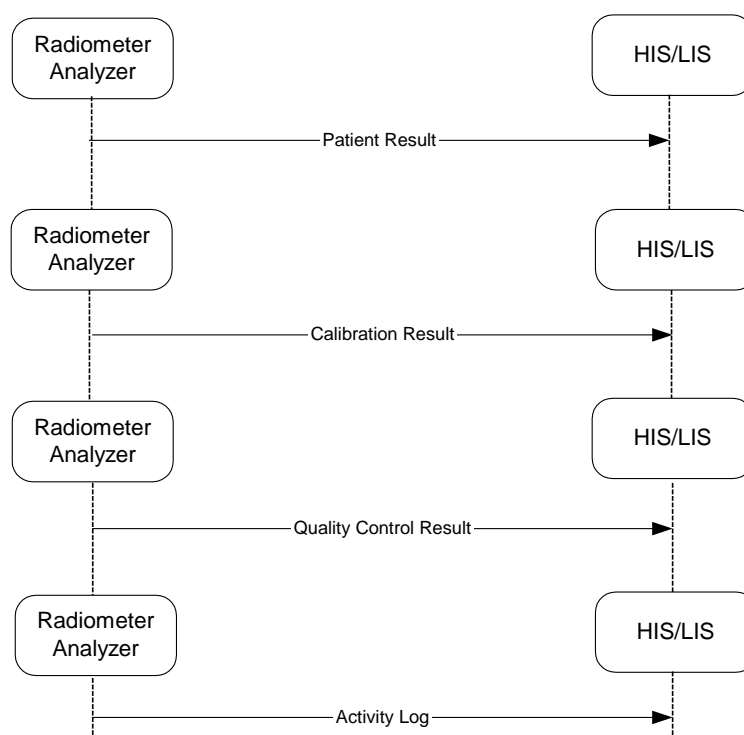 Radiometer
Analyzer
HIS/LIS
Patient Result
Radiometer
Analyzer
HIS/LIS
Calibration Result
Radiometer
Analyzer
HIS/LIS
Quality Control Result
Radiometer
Analyzer
HIS/LIS
Activity Log